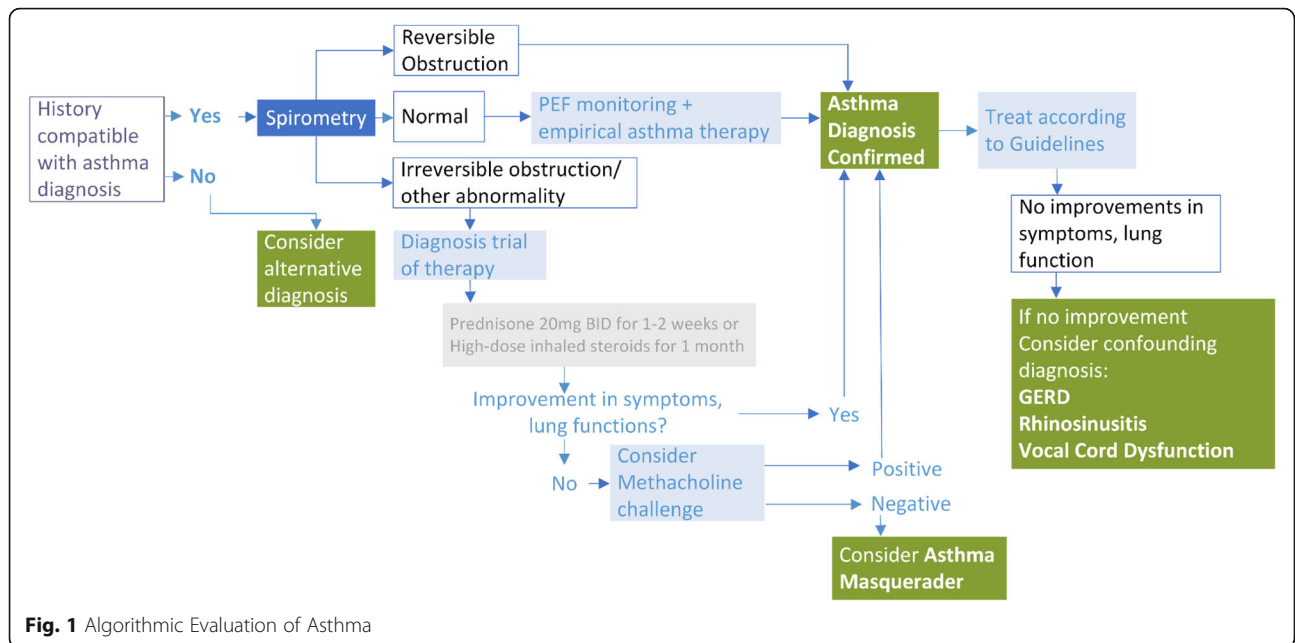 Reversible
Obstruction
History
compatible
with asthma
diagnosis
Yes
No
Spirometry
Normal
PEF monitoring +
empirical asthma therapy
Asthma
Diagnosis
Confirmed
Treat according
to Guidelines
Irreversible obstruction/
other abnormality
Consider
alternative
diagnosis
Diagnosis trial
of therapy
No improvements in
symptoms, lung
function
Prednisone 20mg BID for 1-2 weeks or
High-dose inhaled steroids for 1 month
If no improvement
Consider confounding
diagnosis:
GERD
Rhinosinusitis
Vocal Cord Dysfunction
Improvement in symptoms,
lung functions?
Yes
No
Consider
Methacholine
challenge
Positive
Negative
Consider Asthma
Masquerader
Fig. 1 Algorithmic Evaluation of Asthma